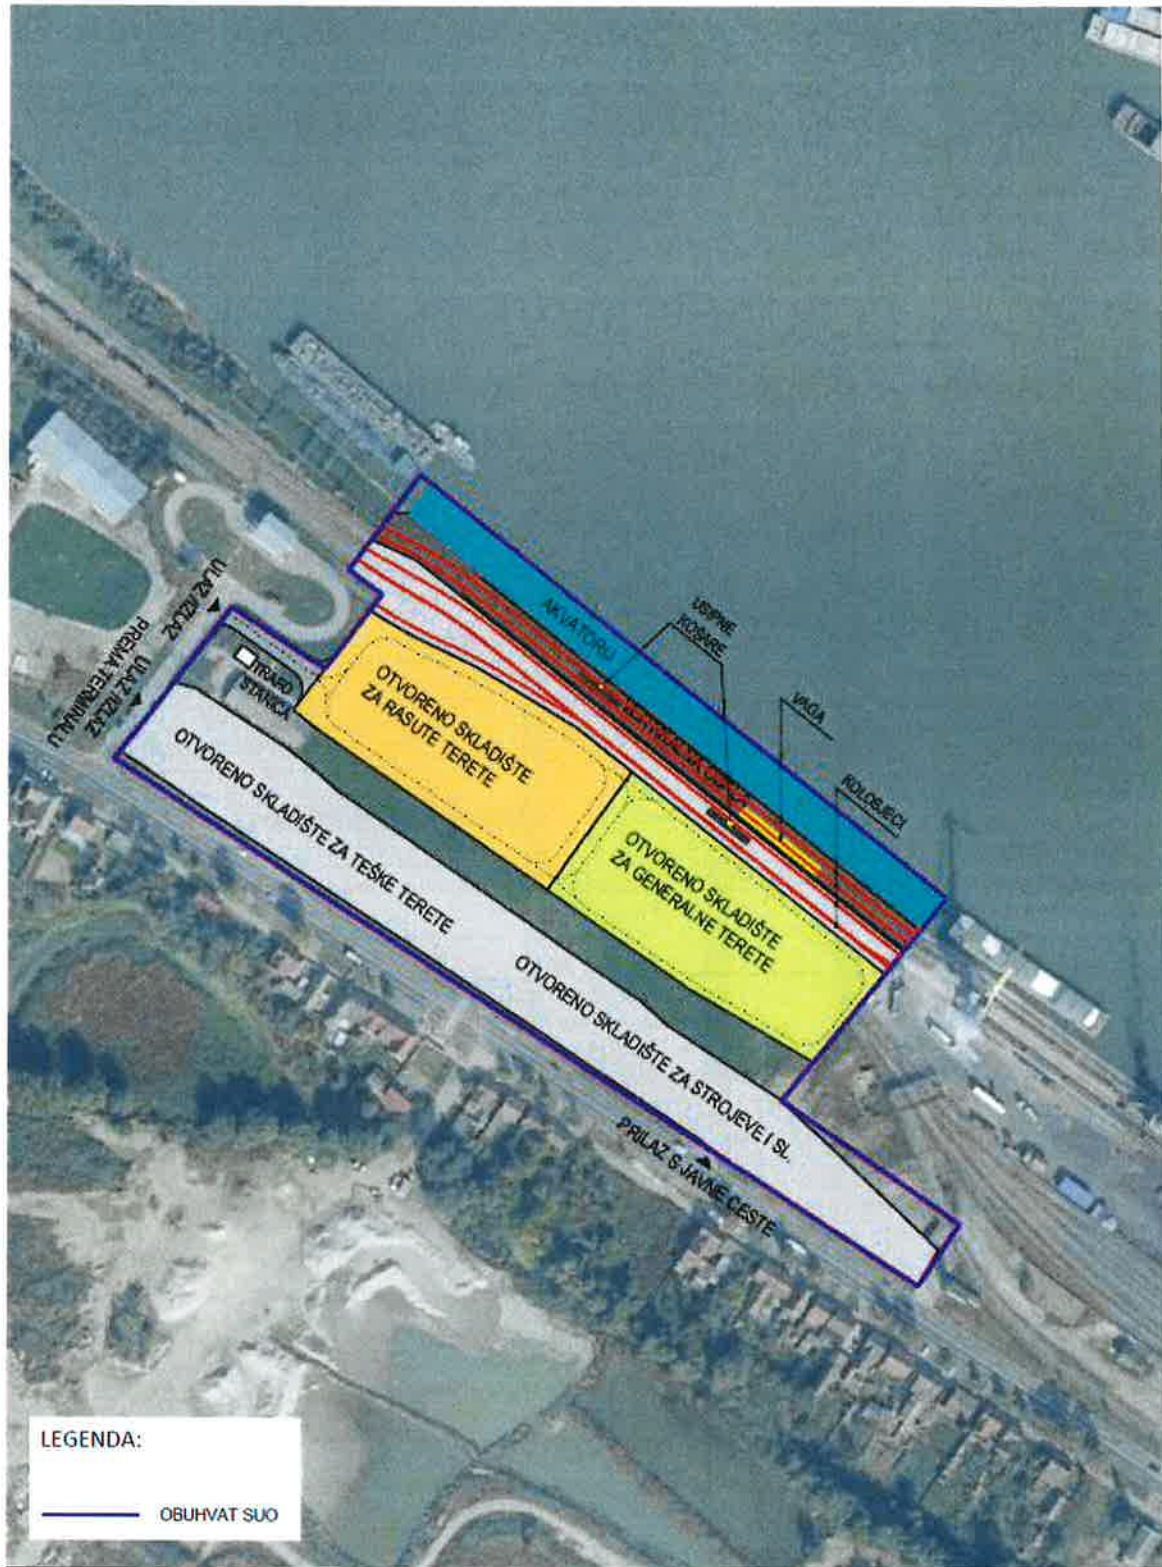 AKVATORIJ
USIPNE
KOŠARE
VAGA
KOLOSJECI
ULAZ / IZLAZ
ULAZ / IZLAZ
PREMA TERMINALU
TRAFO
STANICA
OTVORENO SKLADIŠTE
ZA RASUTE TERETE
OTVORENO SKLADIŠTE
ZA GENERALNE TERETE
OTVORENO SKLADIŠTE ZA TEŠKE TERETE
OTVORENO SKLADIŠTE ZA STROJEVE I SL.
PRILAZ S JAVNE CESTE
LEGENDA:
OBUHVAT SUO